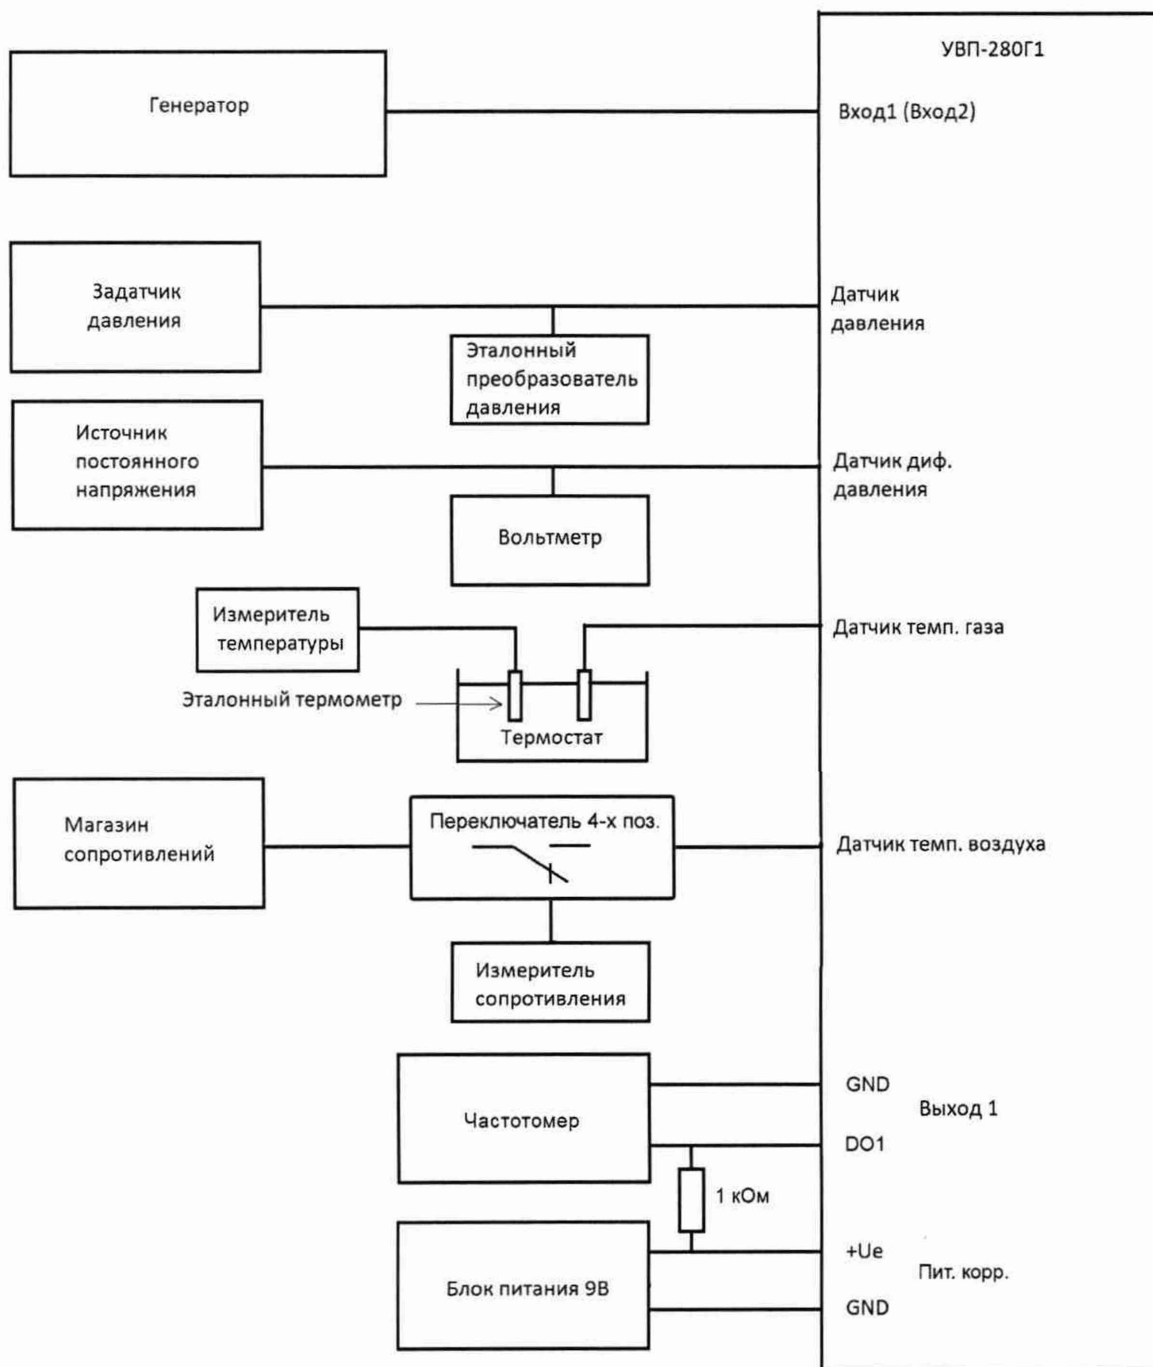 УВП-280Г1
Генератор
Вход1 (Вход2)
Задатчик
давления
Датчик
давления
Эталонный
преобразователь
давления
Источник
постоянного
напряжения
Датчик диф.
давления
Вольтметр
Измеритель
температуры
Датчик темп. газа
Эталонный термометр
Термостат
Магазин
сопротивлений
Переключатель 4-х поз.
Датчик темп. воздуха
Измеритель
сопротивления
Частотомер
GND
Выход 1
DO1
1 кОм
Блок питания 9В
+Ue
Пит. корр.
GND